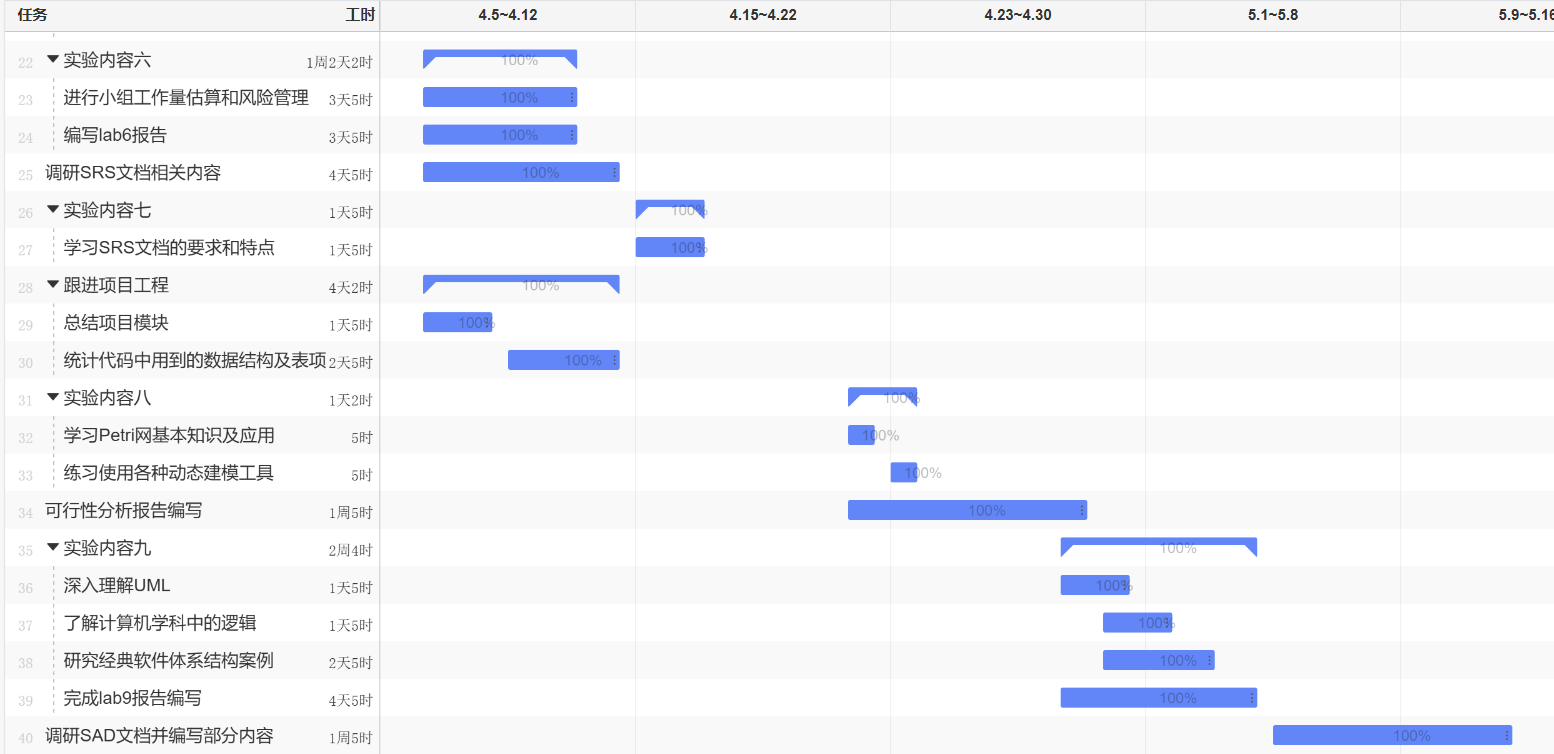 任务 工时 4.5~4.12 4.15~4.22 4.23~4.30 5.1~5.8 5.9~5.16
22 实验内容六 1周2天2时 100%
23 进行小组工作量估算和风险管理 3天5时 100%
24 编写lab6报告 3天5时 100%
25 调研SRS文档相关内容 4天5时 100%
26 实验内容七 1天5时 100%
27 学习SRS文档的要求和特点 1天5时 100%
28 跟进项目工程 4天2时 100%
29 总结项目模块 1天5时 100%
30 统计代码中用到的数据结构及表项 2天5时 100%
31 实验内容八 1天2时 100%
32 学习Petri网基本知识及应用 5时 100%
33 练习使用各种动态建模工具 5时 100%
34 可行性分析报告编写 1周5时 100%
35 实验内容九 2周4时 100%
36 深入理解UML 1天5时 100%
37 了解计算机学科中的逻辑 1天5时 100%
38 研究经典软件体系结构案例 2天5时 100%
39 完成lab9报告编写 4天5时 100%
40 调研SAD文档并编写部分内容 1周5时 100%